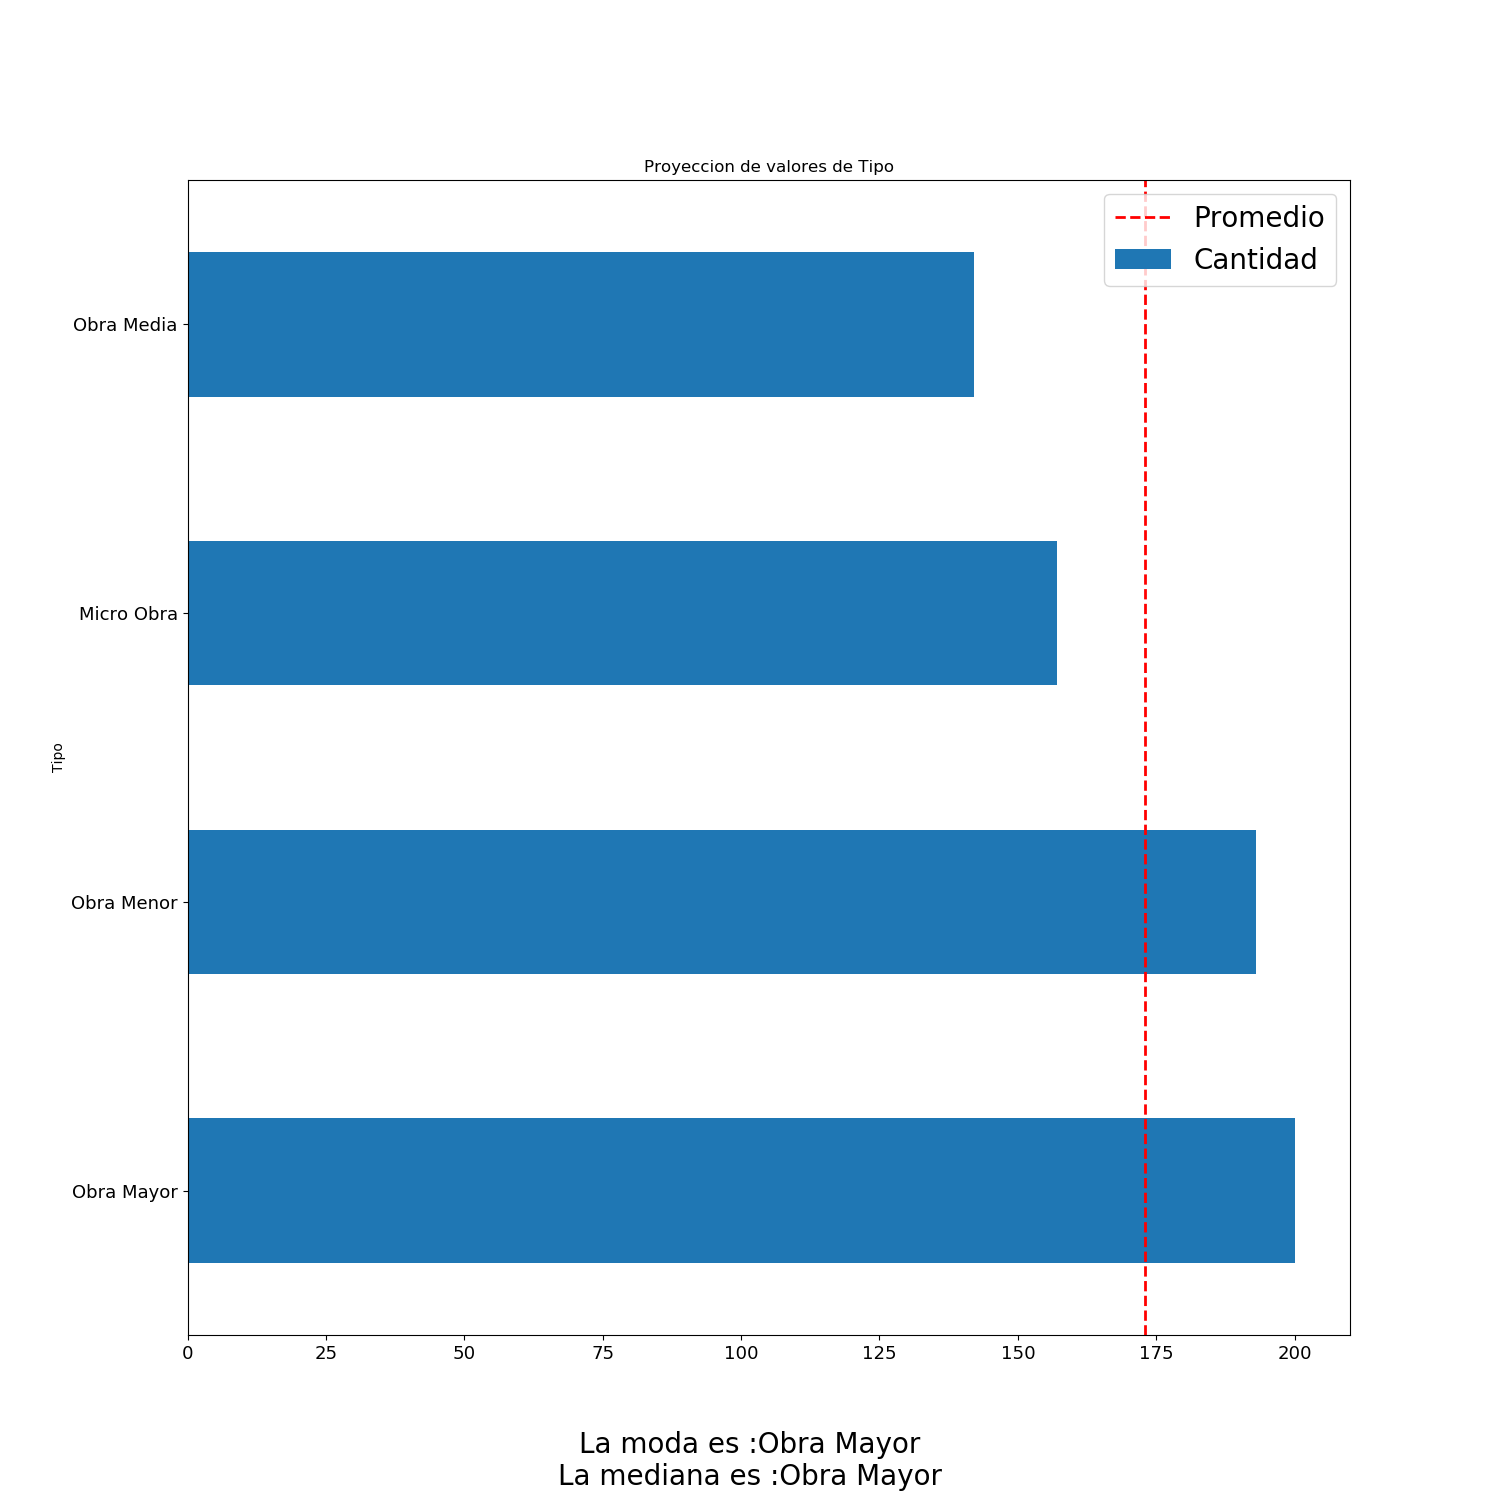 Proyeccion de valores de Tipo
Promedio
Cantidad
Obra Media
Micro Obra
Tipo
Obra Menor
Obra Mayor
0 25 50 75 100 125 150 175 200
La moda es :Obra Mayor
La mediana es :Obra Mayor